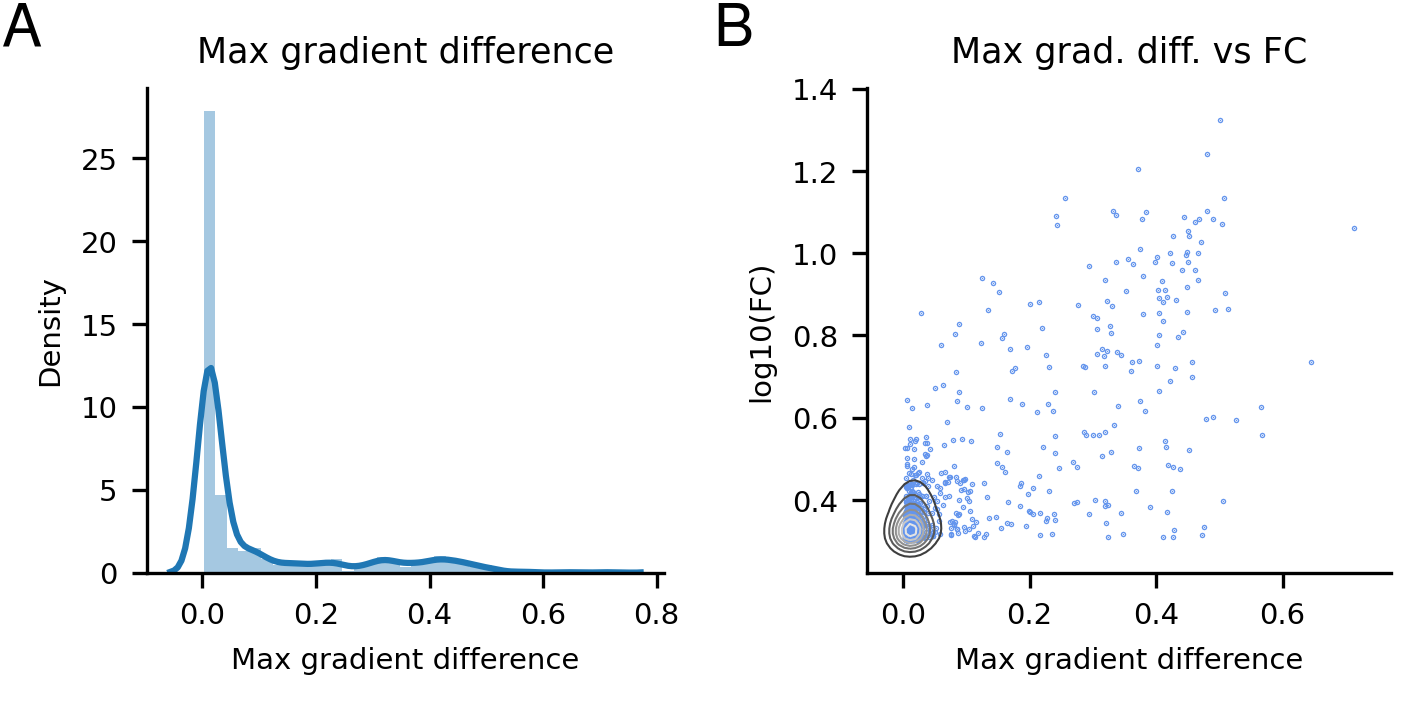 A
Max gradient difference
Density
25
20
15
10
5
0
0.0 0.2 0.4 0.6 0.8
Max gradient difference
B
Max grad. diff. vs FC
log10(FC)
1.4
1.2
1.0
0.8
0.6
0.4
0.0 0.2 0.4 0.6
Max gradient difference